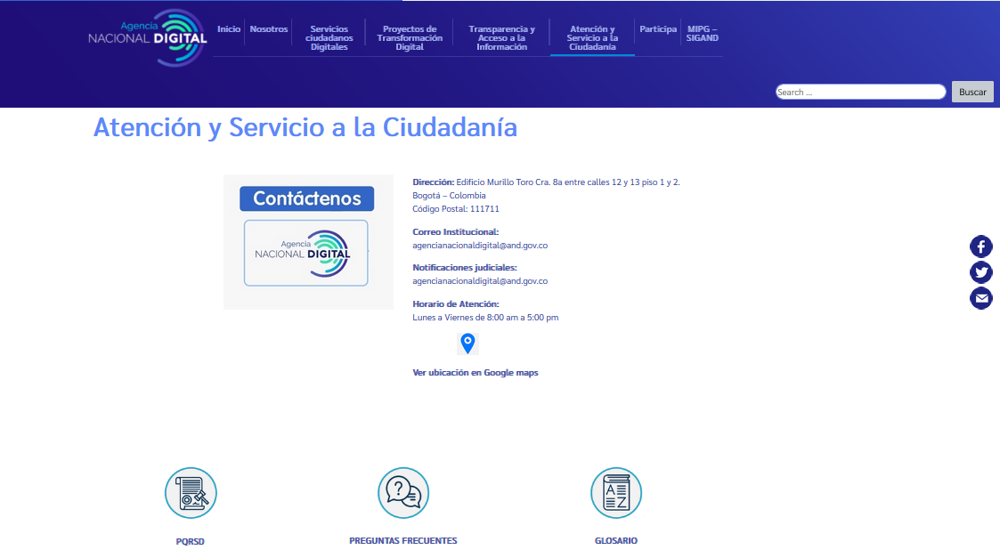 Agencia
NACIONAL DIGITAL
Inicio
Nosotros
Servicios
ciudadanos
Digitales
Proyectos de
Transformación
Digital
Transparencia y
Acceso a la
Información
Atención y
Servicio a la
Ciudadanía
Participa
MIPG –
SIGAND
Search ...
Buscar
Atención y Servicio a la Ciudadanía
Contáctenos
Agencia
NACIONAL DIGITAL
Dirección: Edificio Murillo Toro Cra. 8a entre calles 12 y 13 piso 1 y 2.
Bogotá – Colombia
Código Postal: 111711
Correo Institucional:
agencianacionaldigital@and.gov.co
Notificaciones judiciales:
agencianacionaldigital@and.gov.co
Horario de Atención:
Lunes a Viernes de 8:00 am a 5:00 pm
Ver ubicación en Google maps
PQRSD
PREGUNTAS FRECUENTES
A
Z
GLOSARIO